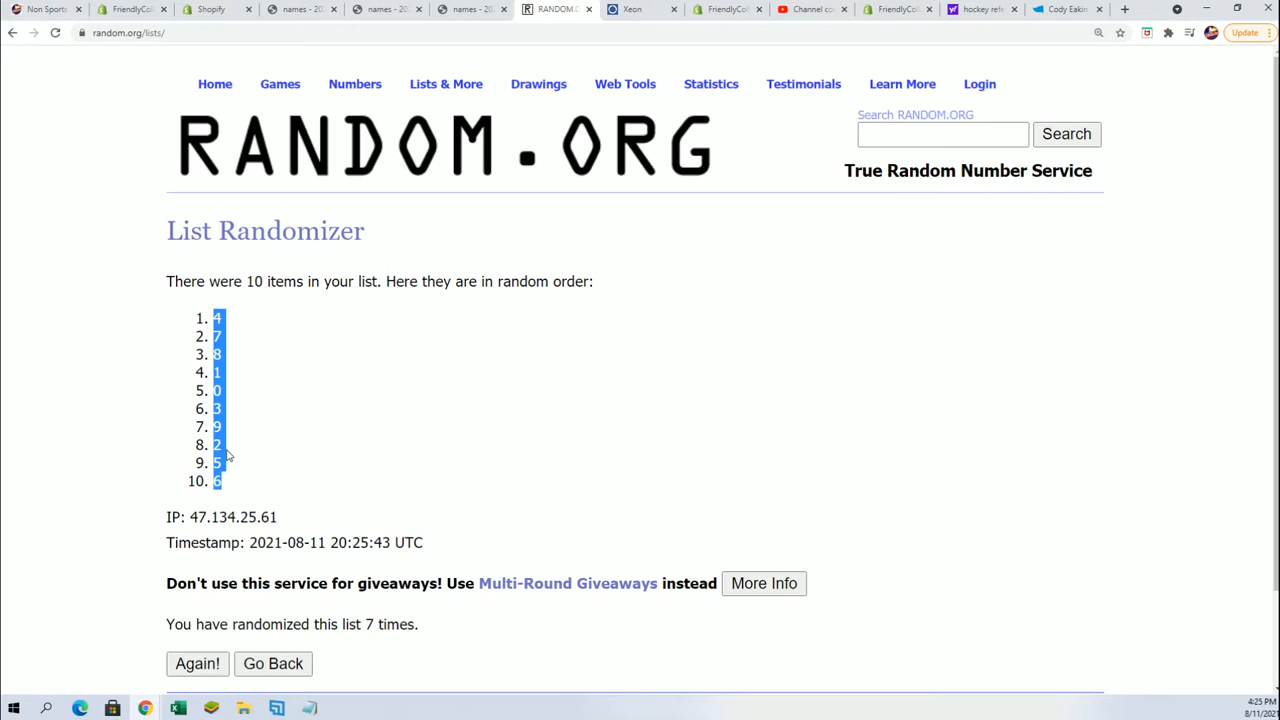 Non Sports
FriendlyCol
Shopify
names - 202
names - 202
names - 202
RANDOM.O
Xeon
FriendlyCol
Channel con
FriendlyCol
hockey refe
Cody Eakin
random.org/lists/
Update
Home Games Numbers Lists & More Drawings Web Tools Statistics Testimonials Learn More Login
RANDOM.ORG
Search RANDOM.ORG
Search
True Random Number Service
List Randomizer
There were 10 items in your list. Here they are in random order:
1. 4
2. 7
3. 8
4. 1
5. 0
6. 3
7. 9
8. 2
9. 5
10. 6
IP: 47.134.25.61
Timestamp: 2021-08-11 20:25:43 UTC
Don't use this service for giveaways! Use Multi-Round Giveaways instead More Info
You have randomized this list 7 times.
Again! Go Back
4:25 PM
8/11/2021